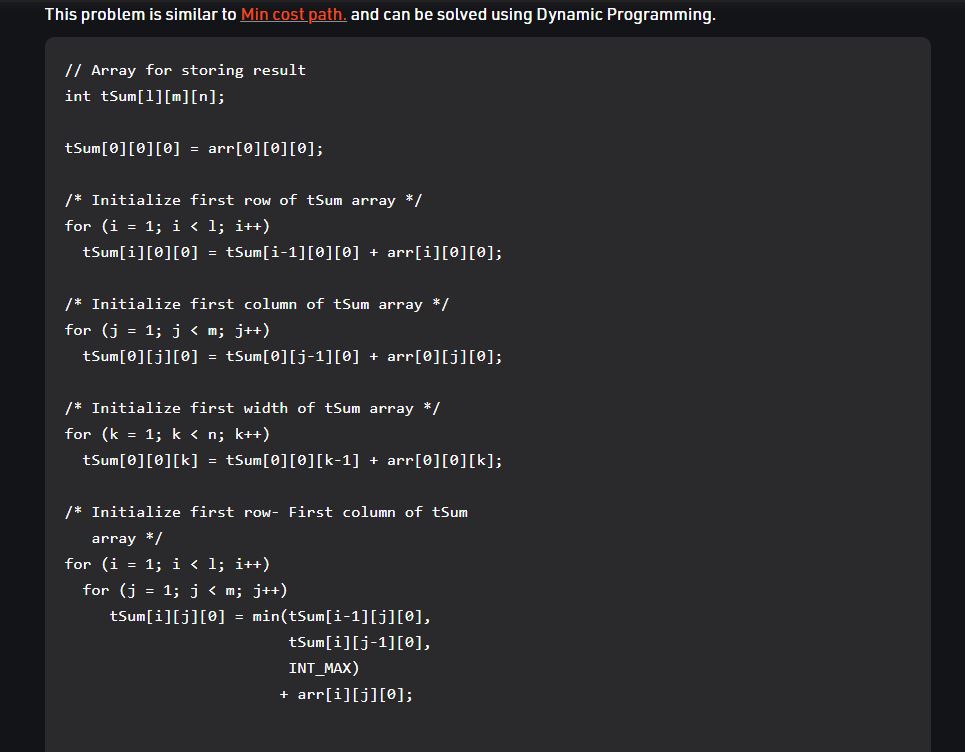 This problem is similar to Min cost path. and can be solved using Dynamic Programming.
// Array for storing result
int tSum[l][m][n];
tSum[0][0][0] = arr[0][0][0];
/* Initialize first row of tSum array */
for (i = 1; i < l; i++)
  tSum[i][0][0] = tSum[i-1][0][0] + arr[i][0][0];
/* Initialize first column of tSum array */
for (j = 1; j < m; j++)
  tSum[0][j][0] = tSum[0][j-1][0] + arr[0][j][0];
/* Initialize first width of tSum array */
for (k = 1; k < n; k++)
  tSum[0][0][k] = tSum[0][0][k-1] + arr[0][0][k];
/* Initialize first row- First column of tSum
   array */
for (i = 1; i < l; i++)
  for (j = 1; j < m; j++)
     tSum[i][j][0] = min(tSum[i-1][j][0],
                         tSum[i][j-1][0],
                         INT_MAX)
                        + arr[i][j][0];